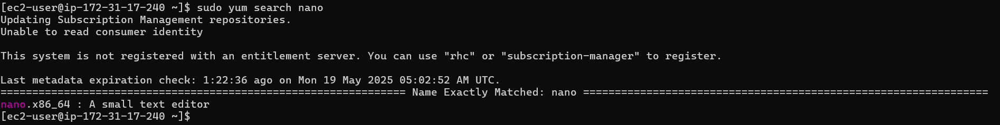 [ec2-user@ip-172-31-17-240 ~]$ sudo yum search nano
Updating Subscription Management repositories.
Unable to read consumer identity
This system is not registered with an entitlement server. You can use "rhc" or "subscription-manager" to register.
Last metadata expiration check: 1:22:36 ago on Mon 19 May 2025 05:02:52 AM UTC.
================================================================ Name Exactly Matched: nano ================================================================
nano.x86_64 : A small text editor
[ec2-user@ip-172-31-17-240 ~]$